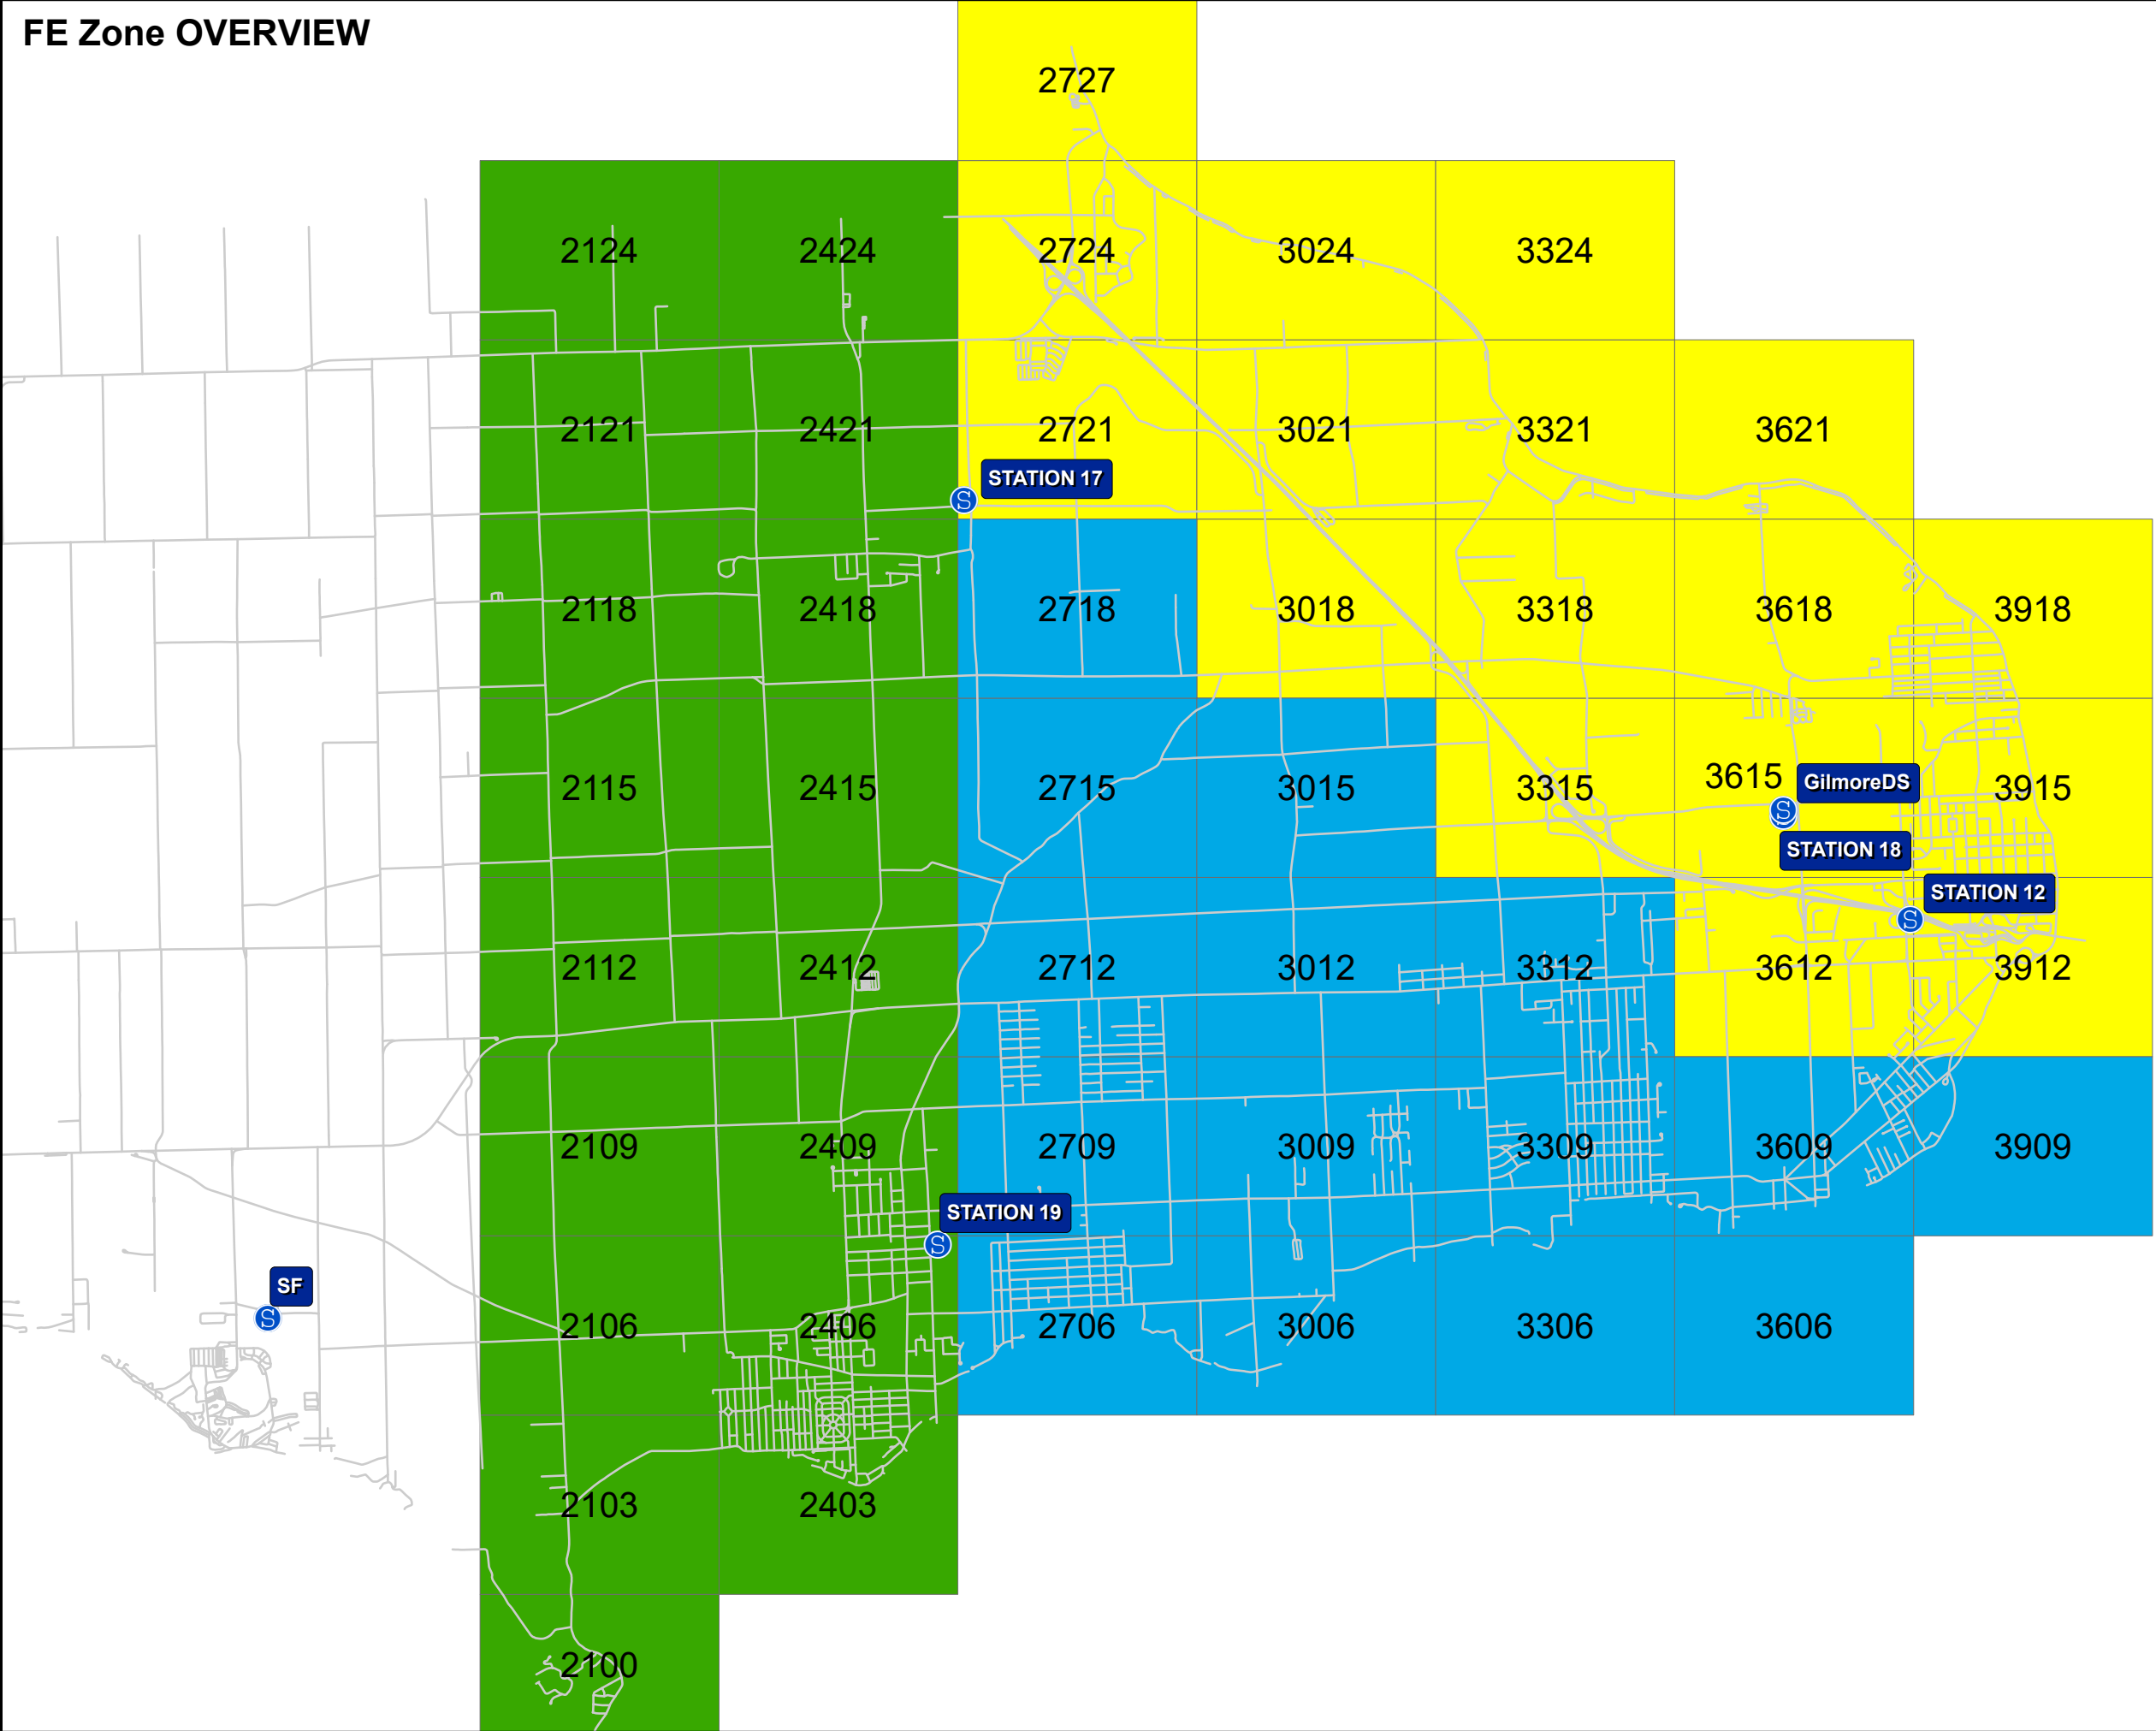 FE Zone OVERVIEW
2727
2124 2424 2724 3024 3324
2121 2421 2721 3021 3321 3621
STATION 17
2118 2418 2718 3018 3318 3618 3918
2115 2415 2715 3015 3315 3615 GilmoreDS 3915
STATION 18
STATION 12
2112 2412 2712 3012 3312 3612 3912
2109 2409 2709 3009 3309 3609 3909
STATION 19
SF
2106 2406 2706 3006 3306 3606
2103 2403
2100